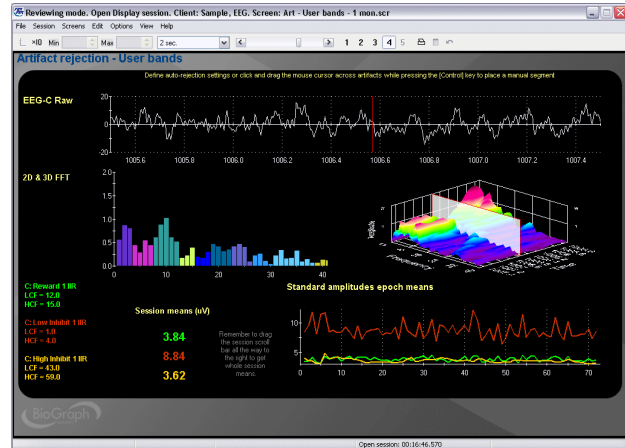 Reviewing mode. Open Display session. Client: Sample, EEG. Screen: Art - User bands - 1 mon.scr
File Session Screens Edit Options View Help
×10 Min Max 2 sec. 1 2 3 4 5
Artifact rejection - User bands
Define auto-rejection settings or click and drag the mouse cursor across artifacts while pressing the [Control] key to place a manual segment
EEG-C Raw
20
20
1005.6 1005.8 1006.0 1006.2 1006.4 1006.6 1006.8 1007.0 1007.2 1007.4
2D & 3D FFT
2.0
1.5
1.0
0.5
0.0
0 10 20 30 40
Frequency
Time
Standard amplitudes epoch means
C: Reward 1 IIR
LCF = 12.0
HCF = 15.0
C: Low Inhibit 1 IIR
LCF = 1.0
HCF = 4.0
C: High Inhibit 1 IIR
LCF = 43.0
HCF = 59.0
Session means (uV)
3.84
8.84
3.62
Remember to drag
the session scroll
bar all the way to
the right to get
whole session
means.
10
5
0 10 20 30 40 50 60 70
BioGraph
Open session: 00:16:46.570